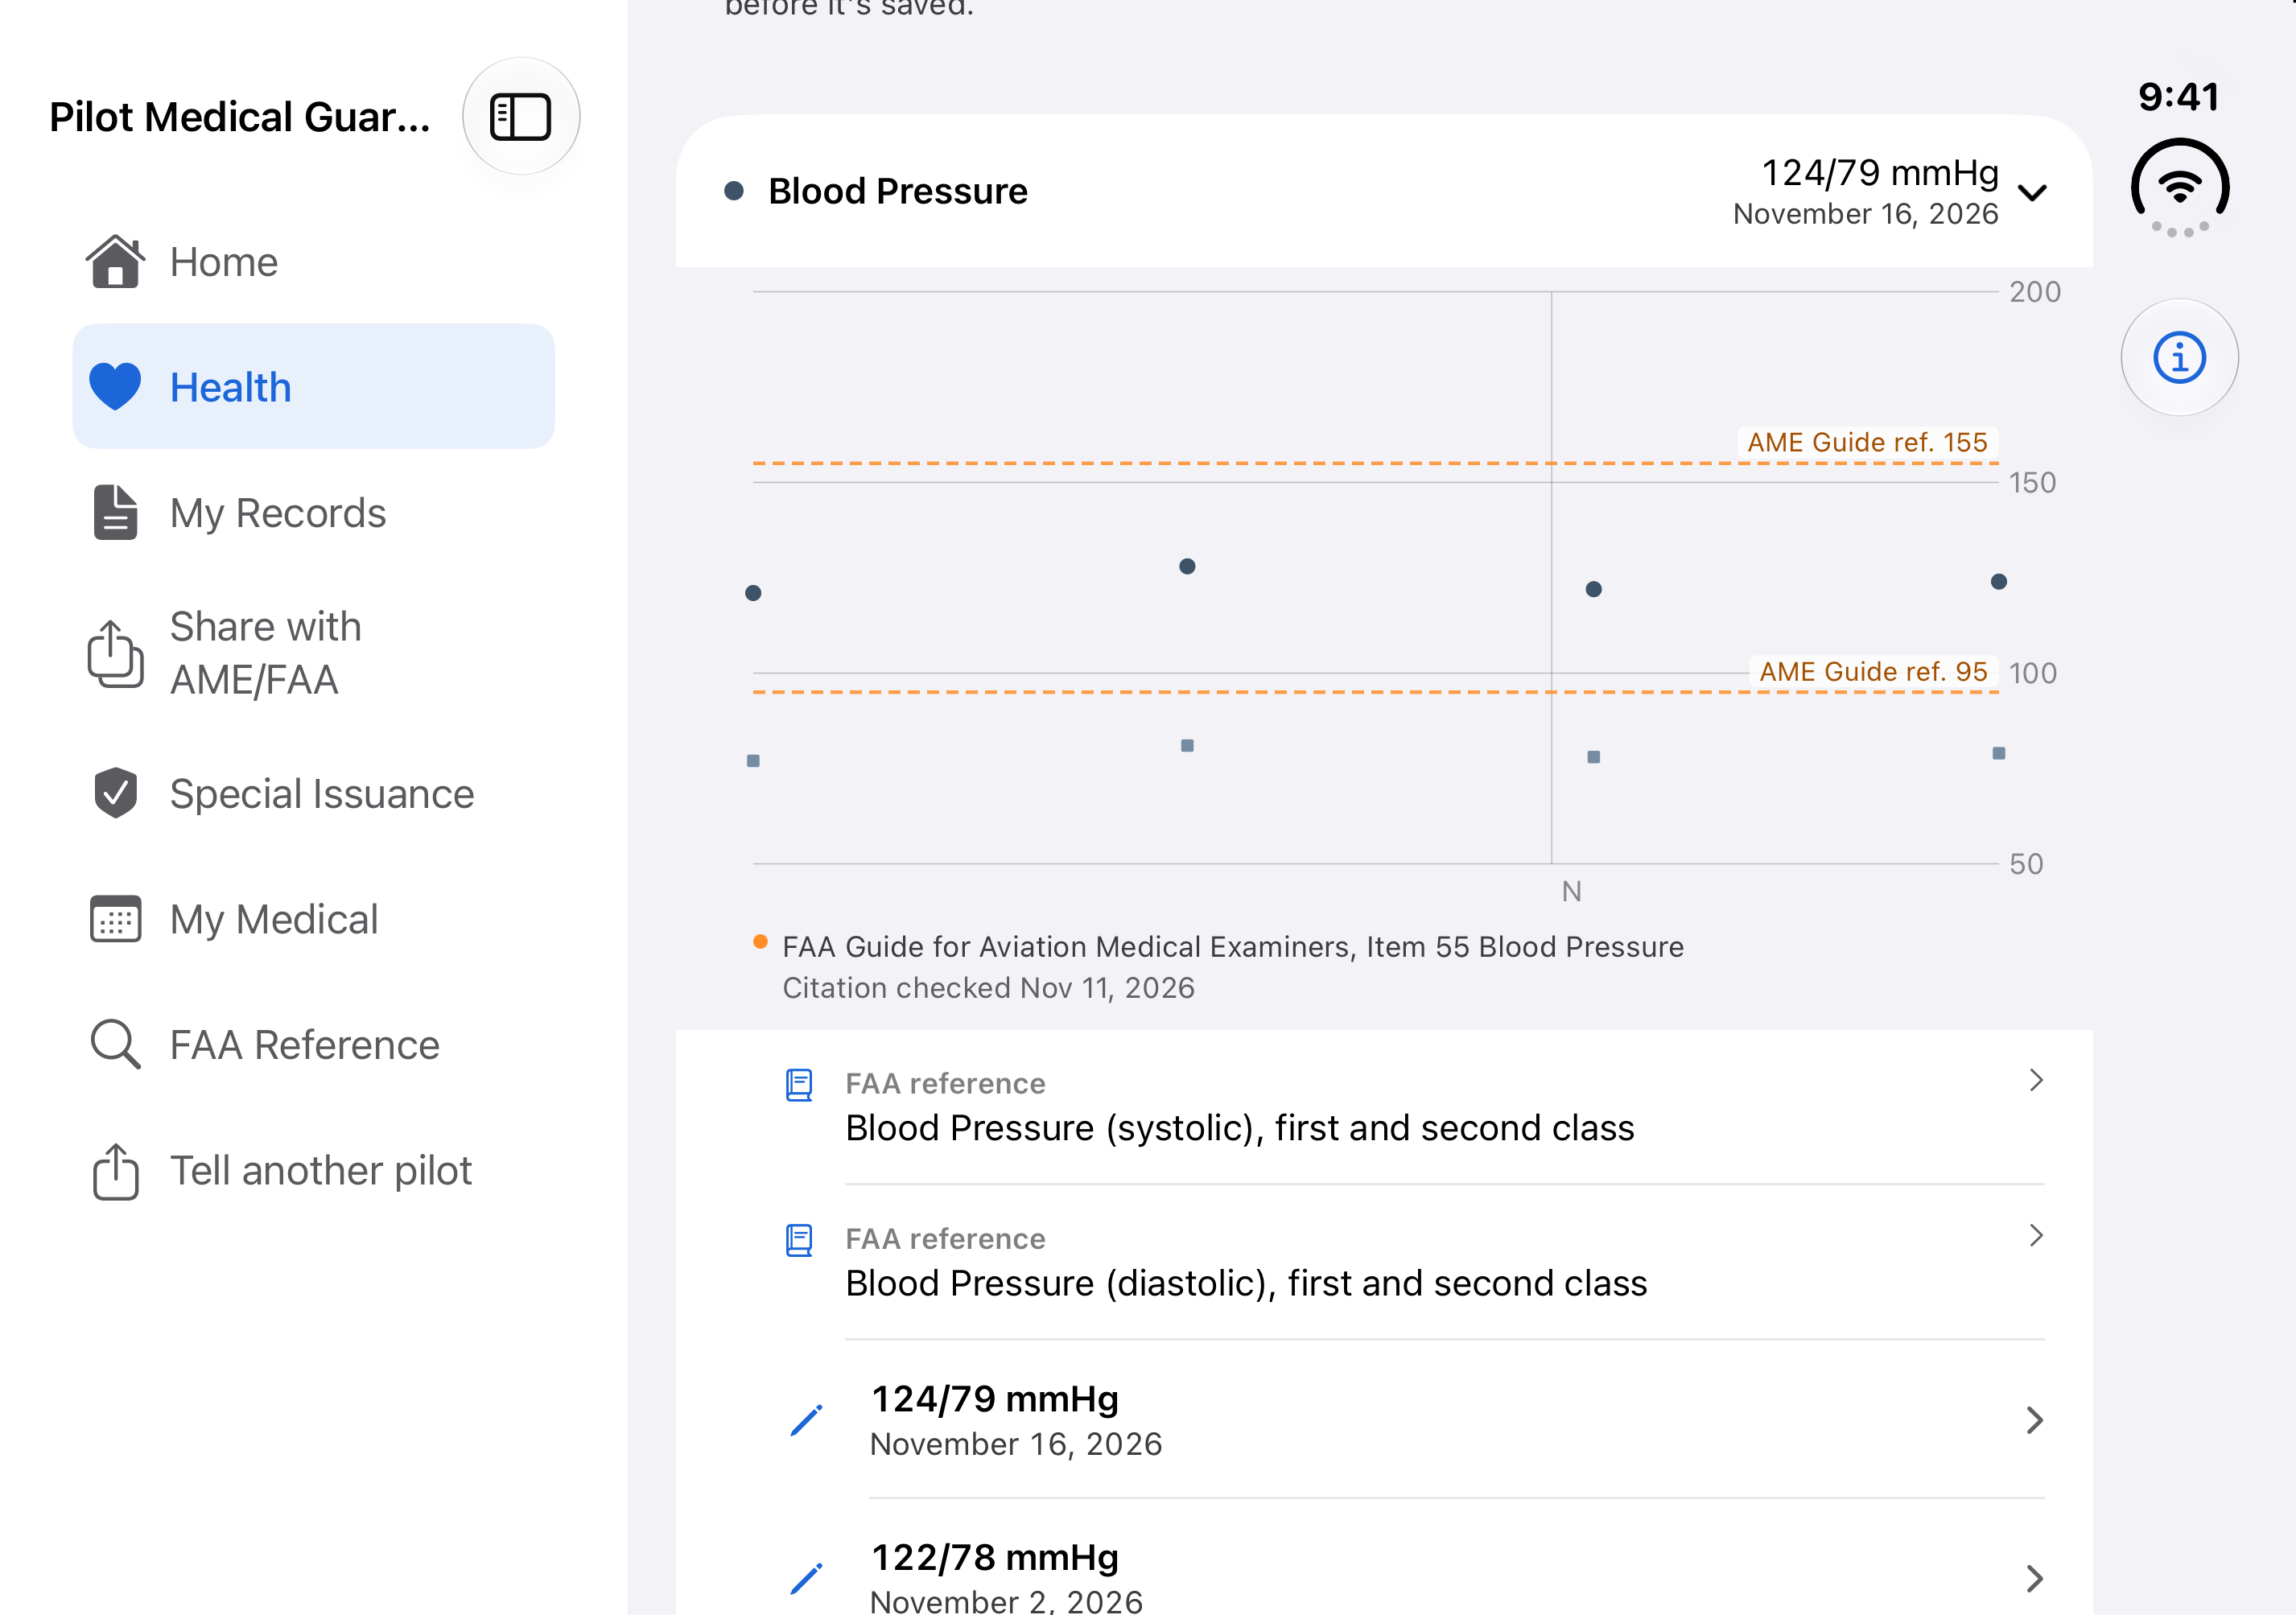 before it's saved.
Pilot Medical Guar...
Home
Health
My Records
Share with
AME/FAA
Special Issuance
My Medical
FAA Reference
Tell another pilot
9:41
Blood Pressure
124/79 mmHg
November 16, 2026
200
AME Guide ref. 155
150
AME Guide ref. 95
100
50
N
FAA Guide for Aviation Medical Examiners, Item 55 Blood Pressure
Citation checked Nov 11, 2026
FAA reference
Blood Pressure (systolic), first and second class
FAA reference
Blood Pressure (diastolic), first and second class
124/79 mmHg
November 16, 2026
122/78 mmHg
November 2, 2026